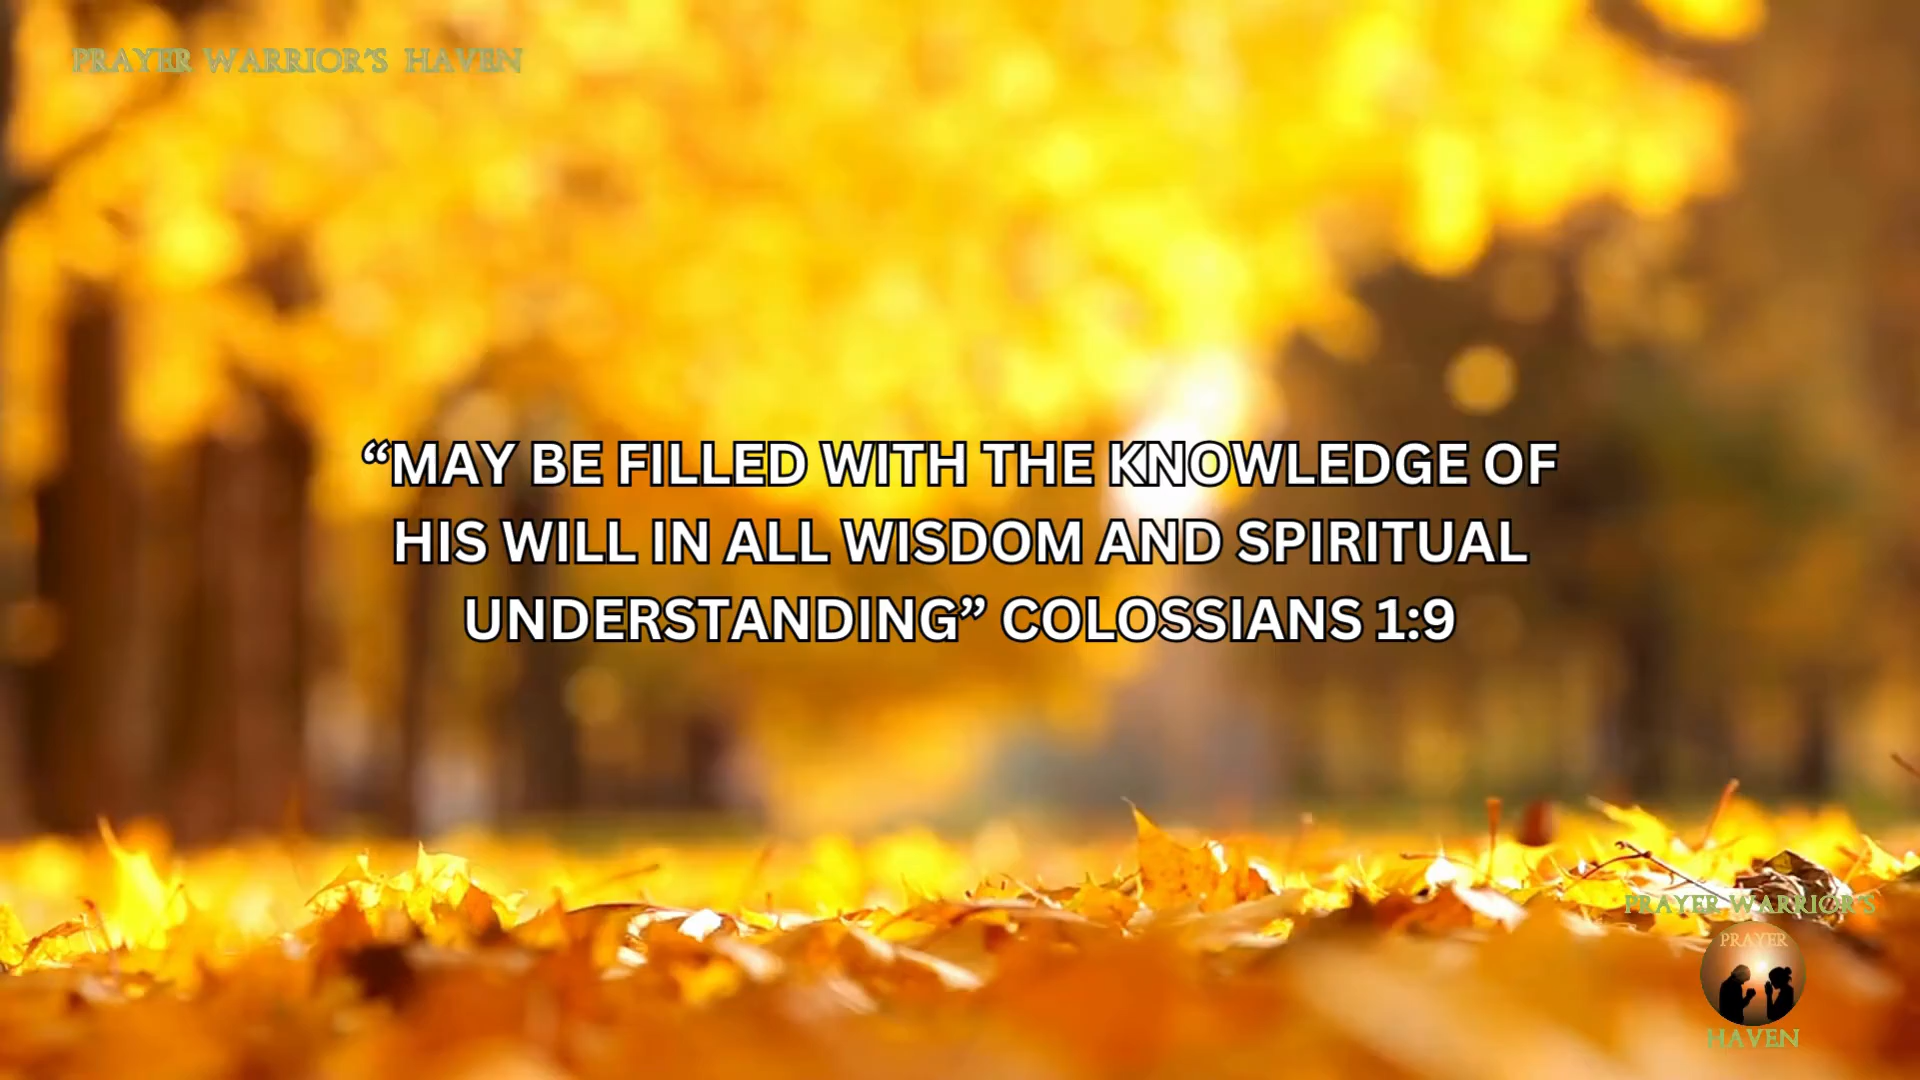 PRAYER WARRIOR'S HAVEN
“MAY BE FILLED WITH THE KNOWLEDGE OF
HIS WILL IN ALL WISDOM AND SPIRITUAL
UNDERSTANDING” COLOSSIANS 1:9
PRAYER WARRIOR'S
PRAYER
HAVEN